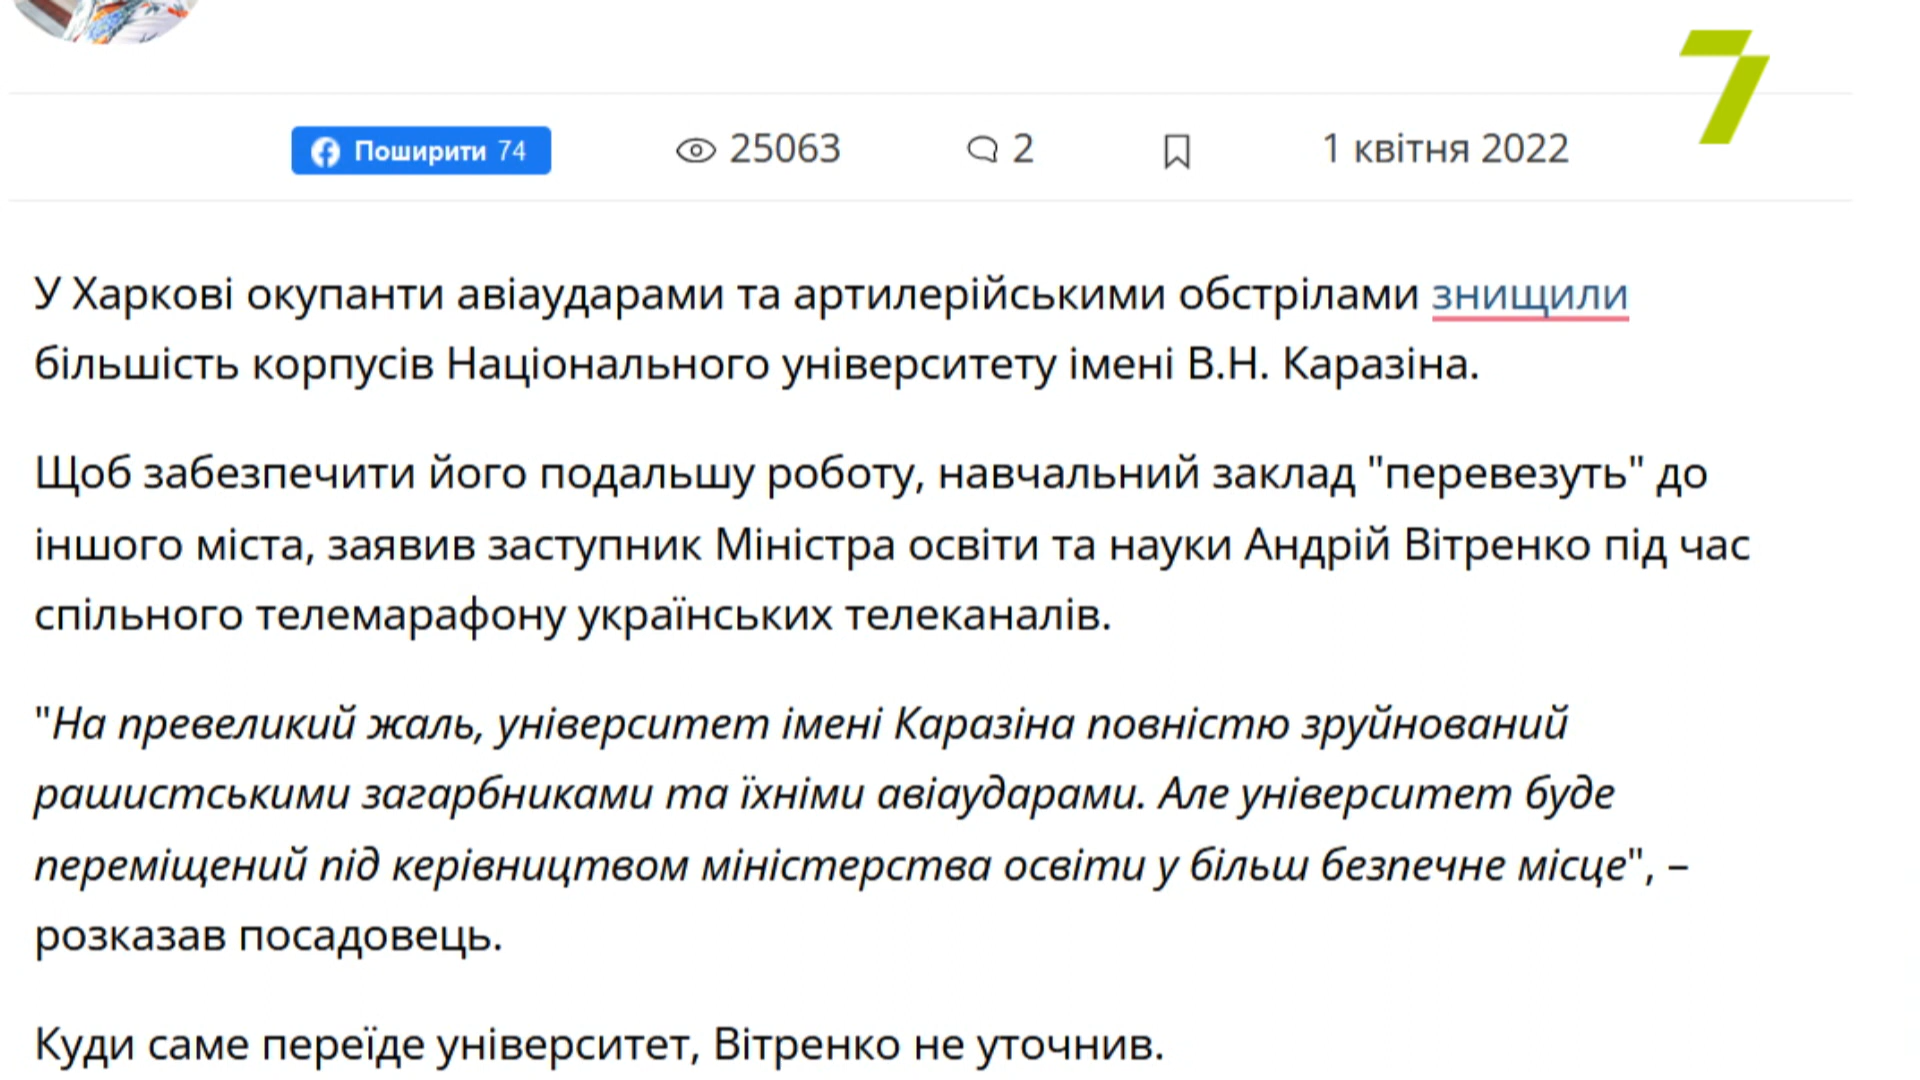 Поширити 74
25063
2
1 квітня 2022
7
У Харкові окупанти авіаударами та артилерійськими обстрілами знищили
більшість корпусів Національного університету імені В.Н. Каразіна.
Щоб забезпечити його подальшу роботу, навчальний заклад "перевезуть" до
іншого міста, заявив заступник Міністра освіти та науки Андрій Вітренко під час
спільного телемарафону українських телеканалів.
"На превеликий жаль, університет імені Каразіна повністю зруйнований
рашистськими загарбниками та їхніми авіаударами. Але університет буде
переміщений під керівництвом міністерства освіти у більш безпечне місце", –
розказав посадовець.
Куди саме переїде університет, Вітренко не уточнив.